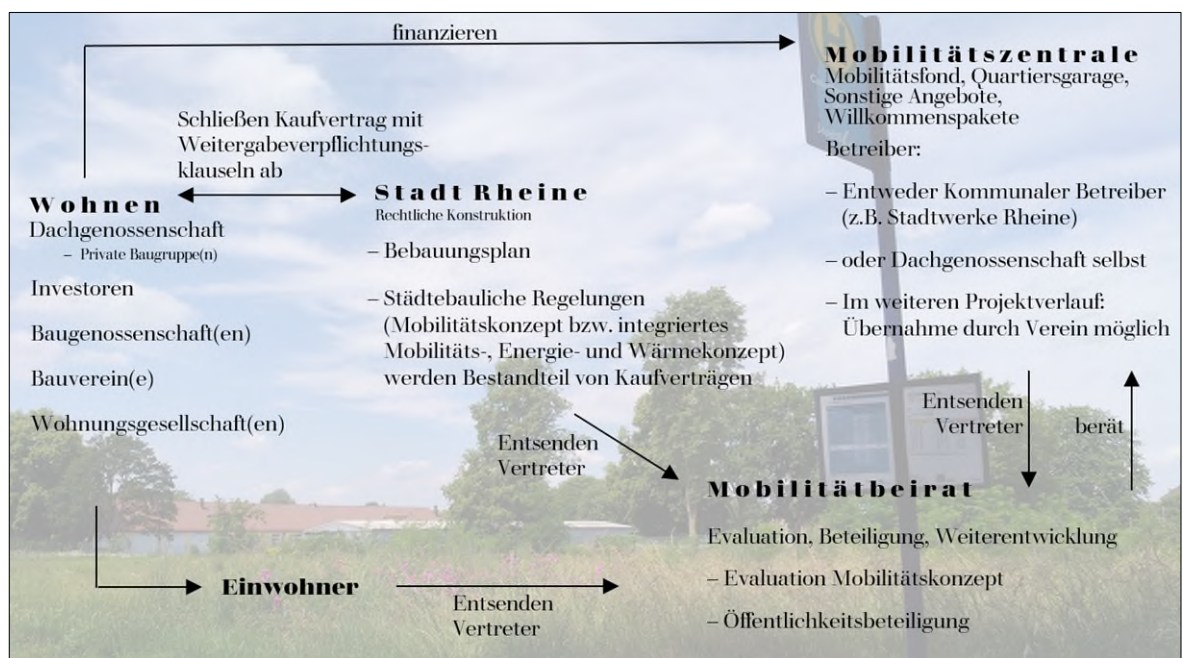 finanzieren
Mobilitätszentrale
Mobilitätsfond, Quartiersgarage,
Sonstige Angebote,
Willkommenspakete
Betreiber:
– Entweder Kommunaler Betreiber
(z.B. Stadtwerke Rheine)
– oder Dachgenossenschaft selbst
– Im weiteren Projektverlauf:
Übernahme durch Verein möglich
Schließen Kaufvertrag mit
Weitergabeverpflichtungs-
klauseln ab
Wohnen
Dachgenossenschaft
– Private Baugruppe(n)
Investoren
Baugenossenschaft(en)
Bauverein(e)
Wohnungsgesellschaft(en)
Stadt Rheine
Rechtliche Konstruktion
– Bebauungsplan
– Städtebauliche Regelungen
(Mobilitätskonzept bzw. integriertes
Mobilitäts-, Energie- und Wärmekonzept)
werden Bestandteil von Kaufverträgen
Entsenden
Vertreter
Entsenden
Vertreter
berät
Mobilitätbeirat
Evaluation, Beteiligung, Weiterentwicklung
– Evaluation Mobilitätskonzept
– Öffentlichkeitsbeteiligung
Einwohner
Entsenden
Vertreter
H